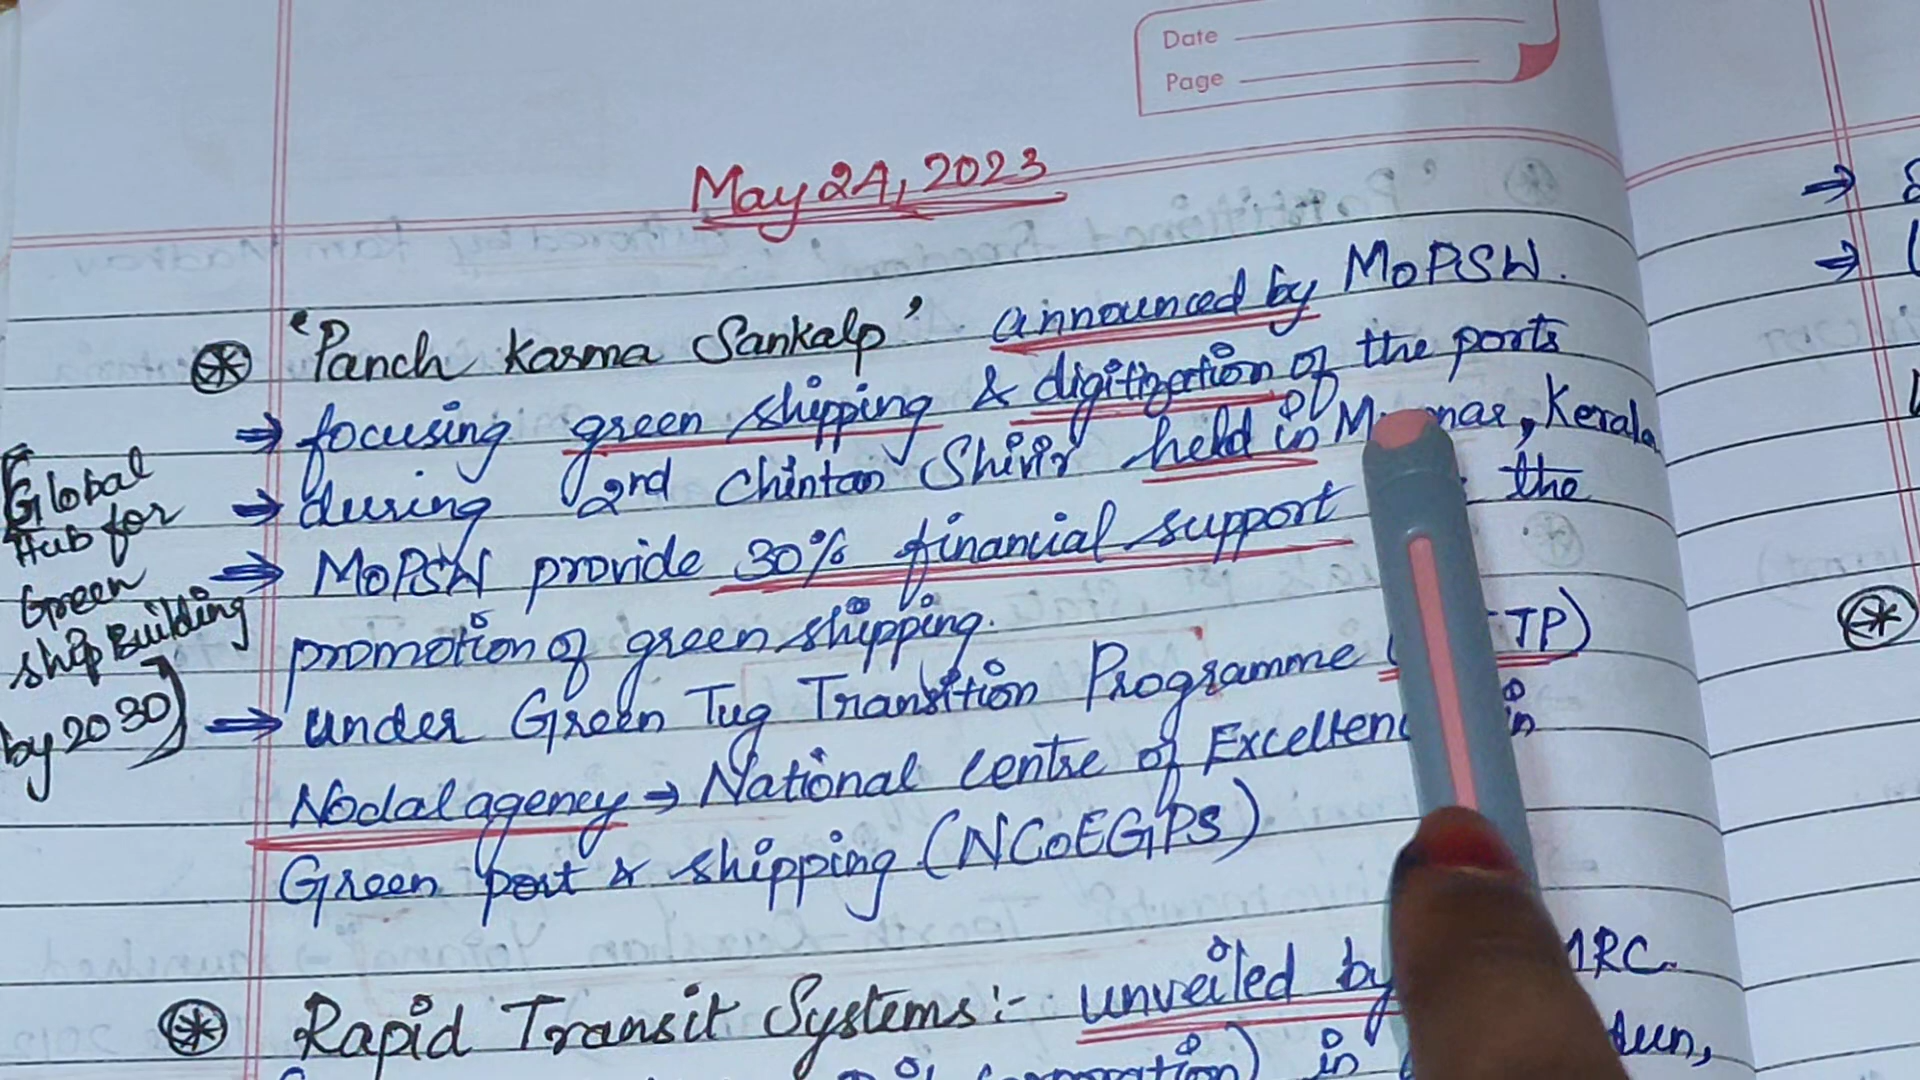 Date
Page
May 24, 2023
'Panch Karma Sankalp' announced by MoPSW.
→ focusing green shipping & digitization of the ports
→ during 2nd Chintan Shivir held in Kerala
→ MoPSW provide 30% financial support the
promotion of green shipping.
→ under Green Tug Transition Programme TP)
Nodal agency → National Centre of in
Green port & shipping (NCoEGPS)
[Global
Hub for
Green
ship Building
by 2030]
Rapid Transit Systems:- unveiled by
in